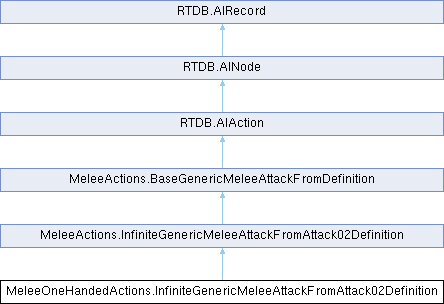 RTDB.AIRecord
RTDB.AINode
RTDB.AIAction
MeleeActions.BaseGenericMeleeAttackFromDefinition
MeleeActions.InfiniteGenericMeleeAttackFromAttack02Definition
MeleeOneHandedActions.InfiniteGenericMeleeAttackFromAttack02Definition